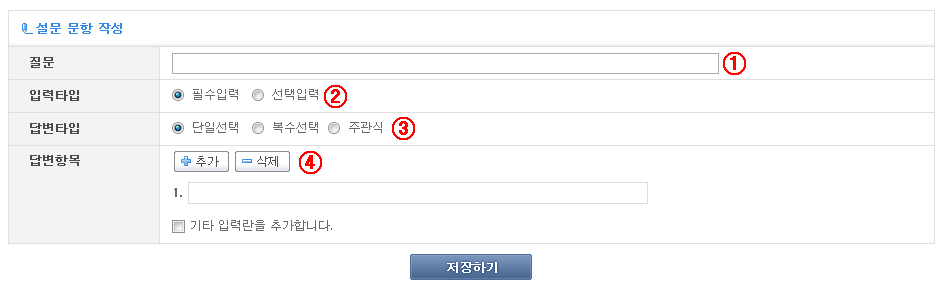 설문 문항 작성
질문 ①
입력타입 필수입력 선택입력 ②
답변타입 단일선택 복수선택 주관식 ③
답변항목 추가 삭제 ④
1.
기타 입력란을 추가합니다.
저장하기